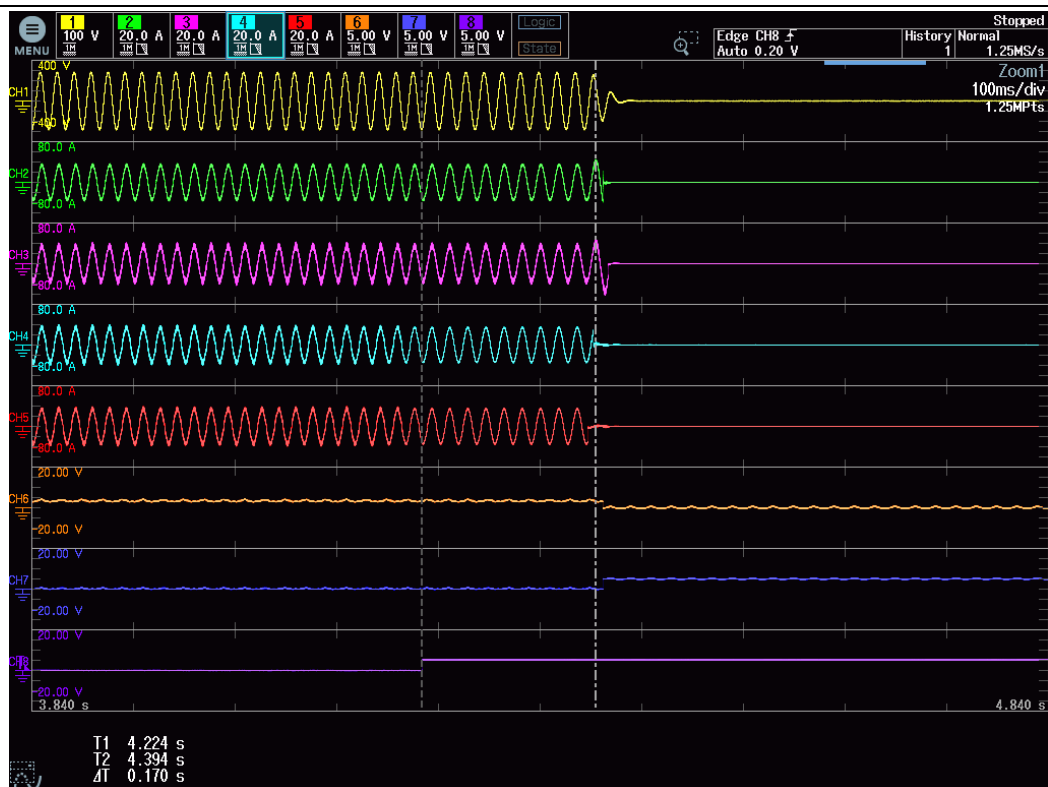 MENU
1 100 V 1M
2 20.0 A 1M
3 20.0 A 1M
4 20.0 A 1M
5 20.0 A 1M
6 5.00 V 1M
7 5.00 V 1M
8 5.00 V 1M
Logic
State
Edge CH8
Auto 0.20 V
Stopped
History Normal
1 1.25MS/s
Zoom1
100ms/div
1.25MPts
400 V
CH1
-400 V
80.0 A
CH2
-80.0 A
80.0 A
CH3
-80.0 A
80.0 A
CH4
-80.0 A
80.0 A
CH5
-80.0 A
20.00 V
CH6
-20.00 V
20.00 V
CH7
-20.00 V
20.00 V
-20.00 V
3.840 s 4.840 s
T1 4.224 s
T2 4.394 s
ΔT 0.170 s